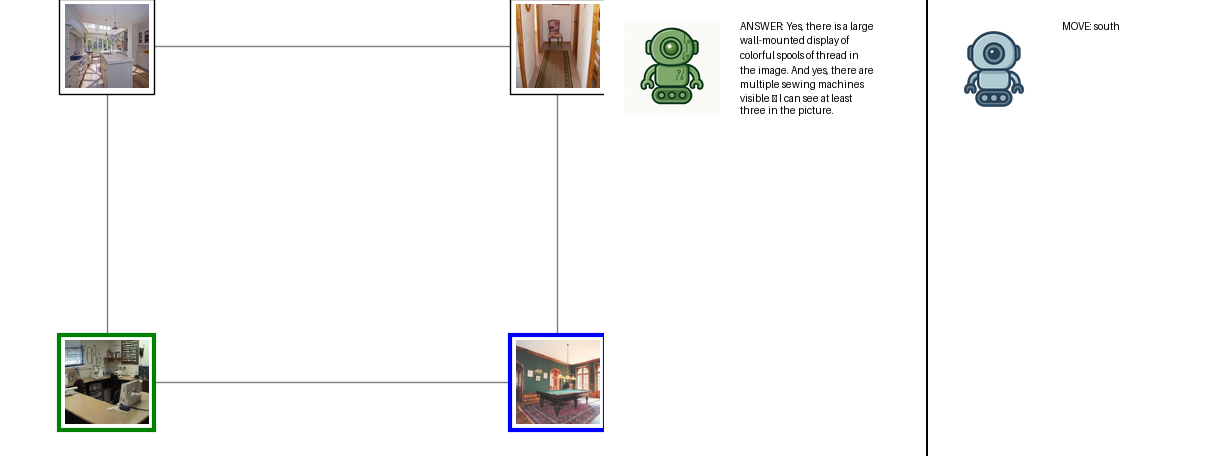 ANSWER: Yes, there is a large
wall-mounted display of
colorful spools of thread in
the image. And yes, there are
multiple sewing machines
visible I can see at least
three in the picture.
MOVE: south